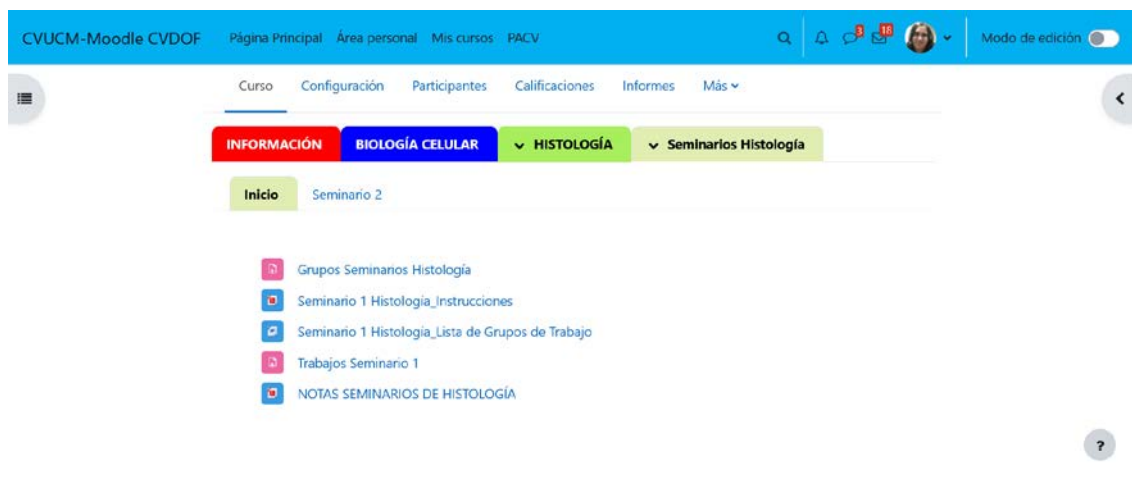 CVUCM-Moodle CVDOF Página Principal Área personal Mis cursos PACV 3 18 Modo de edición
Curso Configuración Participantes Calificaciones Informes Más
INFORMACIÓN BIOLOGÍA CELULAR HISTOLOGÍA Seminarios Histología
Inicio Seminario 2
Grupos Seminarios Histología
Seminario 1 Histología_Instrucciones
Seminario 1 Histología_Lista de Grupos de Trabajo
Trabajos Seminario 1
NOTAS SEMINARIOS DE HISTOLOGÍA
?